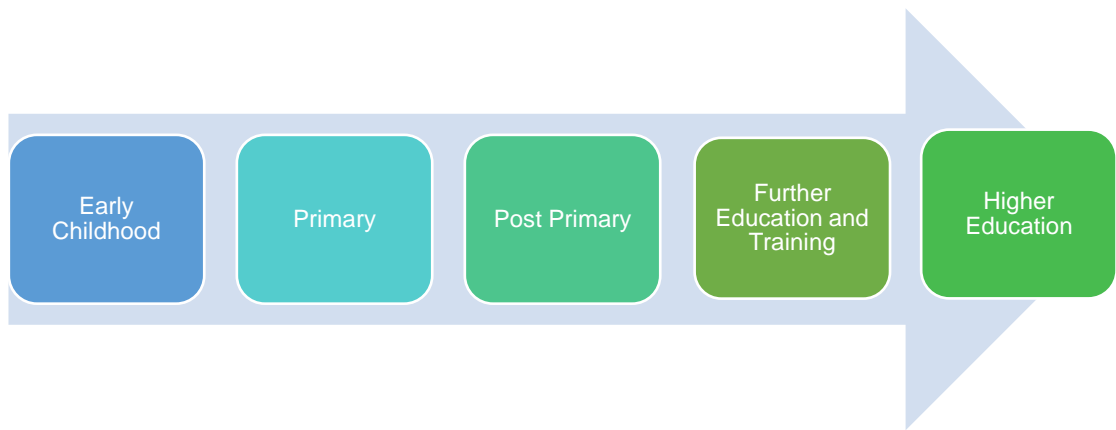 Early
Childhood
Primary
Post Primary
Further
Education and
Training
Higher
Education